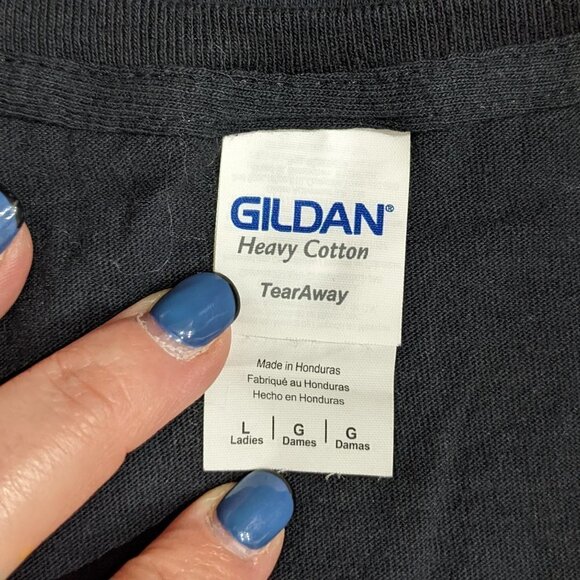 GILDAN®
Heavy Cotton
TearAway
Made in Honduras
Fabriqué au Honduras
Hecho en Honduras
L | G | G
Ladies | Dames | Damas